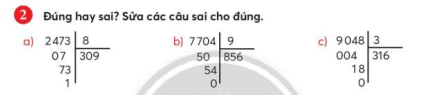 2 Đúng hay sai? Sửa các câu sai cho đúng.
a) 2473 8 b) 7704 9 c) 9048 3
07 309 50 856 004 316
73 54 18
1 0 0